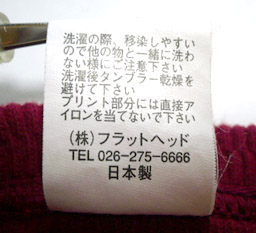 洗濯の際、移染しやすい
ので他の物と一緒に洗わ
ない様にご注意下さい
洗濯後タンブラー乾燥を
避けて下さい
プリント部分には直接ア
イロンを当てないで下さい
(株)フラットヘッド
TEL 026-275-6666
日本製